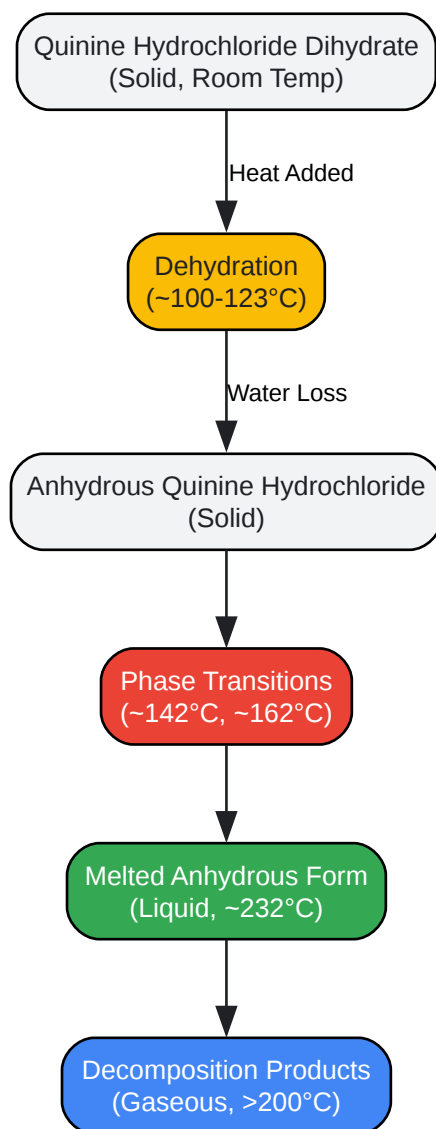 Quinine Hydrochloride Dihydrate
(Solid, Room Temp)
Heat Added
Dehydration
(~100-123°C)
Water Loss
Anhydrous Quinine Hydrochloride
(Solid)
Phase Transitions
(~142°C, ~162°C)
Melted Anhydrous Form
(Liquid, ~232°C)
Decomposition Products
(Gaseous, >200°C)